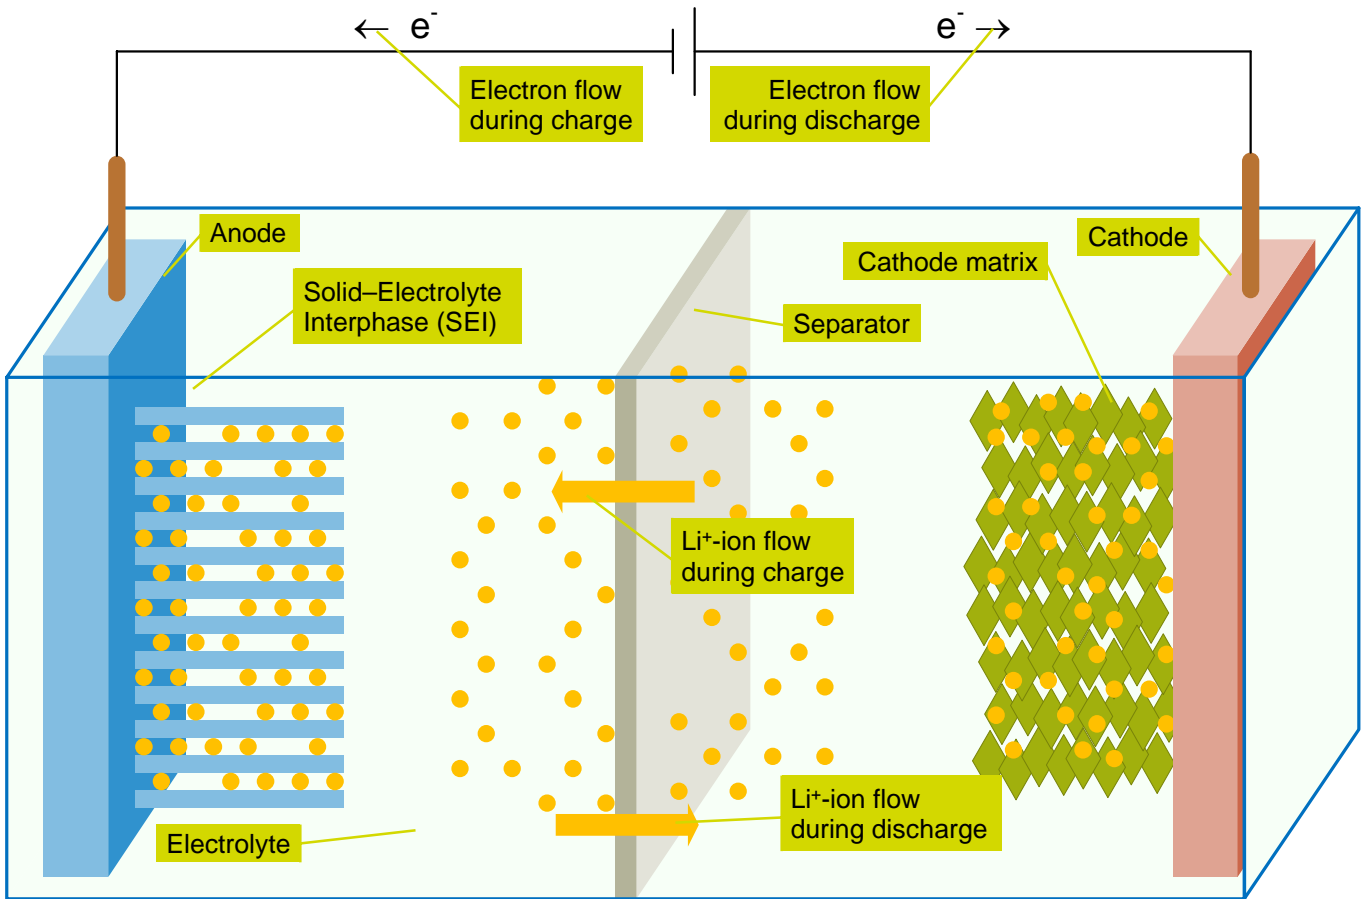 ← e⁻
e⁻ →
Electron flow
during charge
Electron flow
during discharge
Anode
Cathode
Cathode matrix
Solid–Electrolyte
Interphase (SEI)
Separator
Li⁺-ion flow
during charge
Li⁺-ion flow
during discharge
Electrolyte